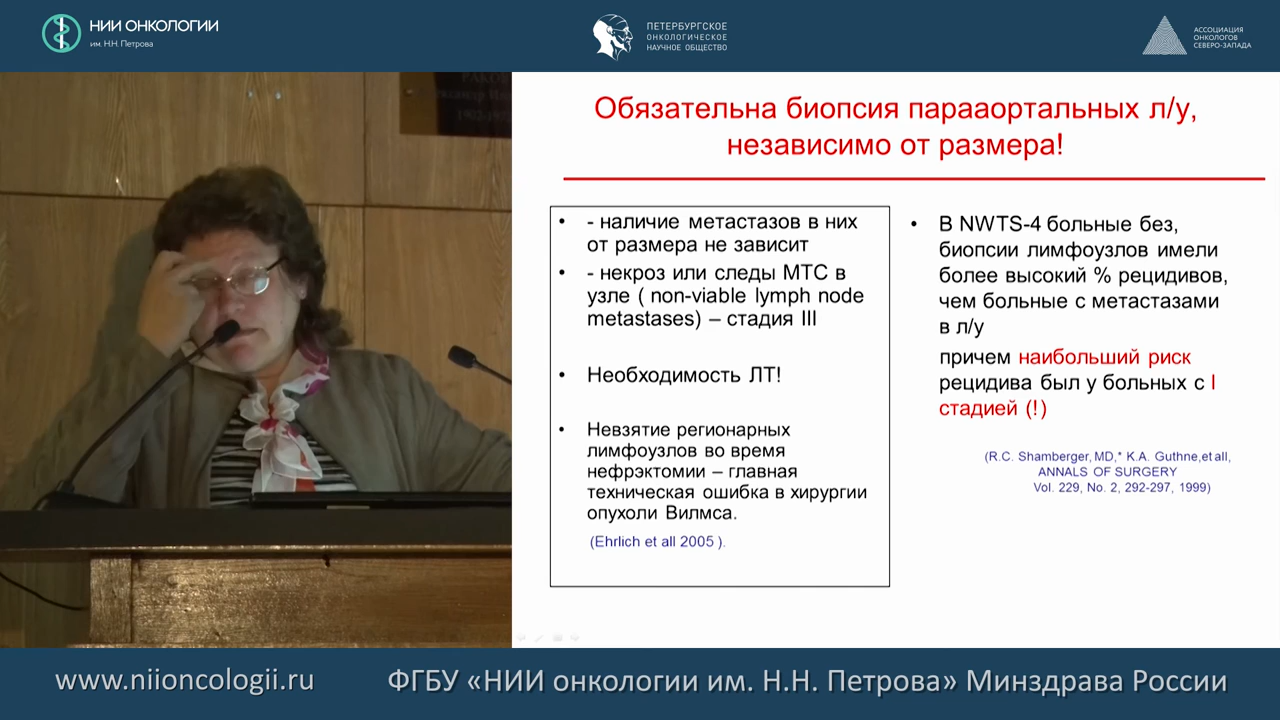 НИИ ОНКОЛОГИИ
им. Н.Н. Петрова
ПЕТЕРБУРГСКОЕ
ОНКОЛОГИЧЕСКОЕ
НАУЧНОЕ ОБЩЕСТВО
АССОЦИАЦИЯ
ОНКОЛОГОВ
СЕВЕРО-ЗАПАДА
Обязательна биопсия парааортальных л/у,
независимо от размера!
• - наличие метастазов в них
от размера не зависит
• - некроз или следы МТС в
узле ( non-viable lymph node
metastases) – стадия III
• Необходимость ЛТ!
• Невзятие регионарных
лимфоузлов во время
нефрэктомии – главная
техническая ошибка в хирургии
опухоли Вилмса.
(Ehrlich et all 2005 ).
• В NWTS-4 больные без,
биопсии лимфоузлов имели
более высокий % рецидивов,
чем больные с метастазами
в л/у
причем наибольший риск
рецидива был у больных с I
стадией (!)
(R.C. Shamberger, MD,* K.A. Guthne,et all,
ANNALS OF SURGERY
Vol. 229, No. 2, 292-297, 1999)
www.niioncologii.ru
ФГБУ «НИИ онкологии им. Н.Н. Петрова» Минздрава России